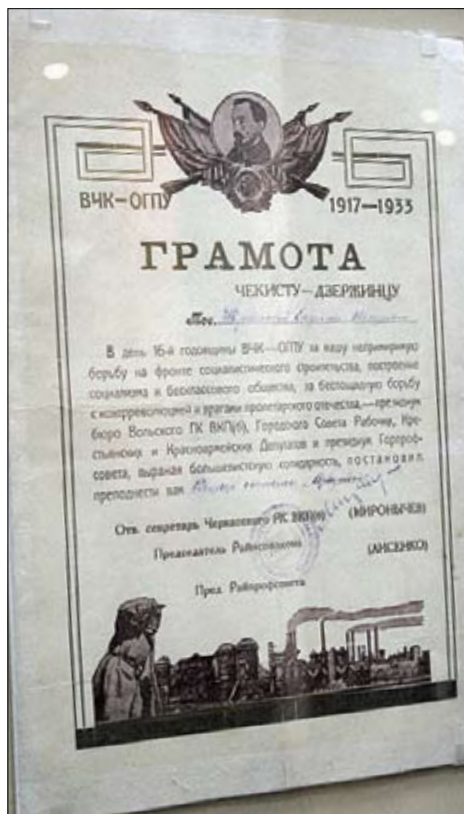 ВЧК—ОГПУ
1917—1933
ГРАМОТА
ЧЕКИСТУ—ДЗЕРЖИНЦУ
Тов.
В день 16-й годовщины ВЧК—ОГПУ за вашу непримиримую
борьбу на фронте социалистического строительства, построение
социализма и бесклассового общества, за беспощадную борьбу
с контрреволюцией и врагами пролетарского отечества,—президиум
бюро Вольского ГК ВКП(б), Городского Совета Рабочих, Кре-
стьянских и Красноармейских Депутатов и президиум Горпроф-
совета, выражая большевистскую солидарность, постановил
преподнести вам
Отв. секретарь РК ВКП(б) (МИРОНЫЧЕВ)
Председатель Райисполкома (ЛИСЕНКО)
Пред. Райпрофсовета